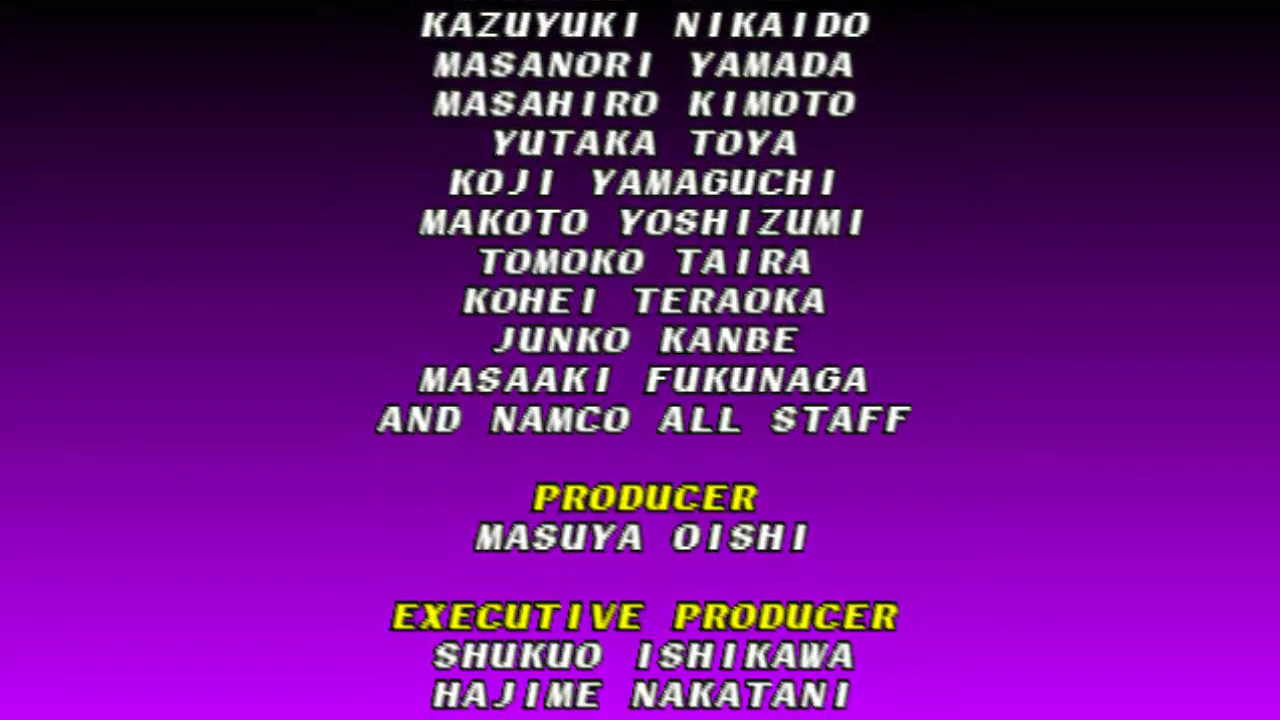 KAZUYUKI NIKAIDO
MASANORI YAMADA
MASAHIRO KIMOTO
YUTAKA TOYA
KOJI YAMAGUCHI
MAKOTO YOSHIZUMI
TOMOKO TAIRA
KOHEI TERAOKA
JUNKO KANBE
MASAAKI FUKUNAGA
AND NAMCO ALL STAFF
PRODUCER
MASUYA OISHI
EXECUTIVE PRODUCER
SHUKUO ISHIKAWA
HAJIME NAKATANI